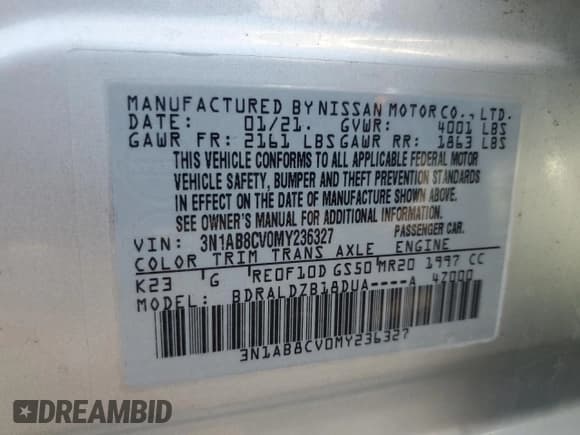 MANUFACTURED BY NISSAN MOTOR CO., LTD.
DATE: 01/21. GVWR: 4001 LBS
GAWR FR: 2161 LBS GAWR RR: 1863 LBS
THIS VEHICLE CONFORMS TO ALL APPLICABLE FEDERAL MOTOR
VEHICLE SAFETY, BUMPER AND THEFT PREVENTION STANDARDS
IN EFFECT ON THE DATE OF MANUFACTURE SHOWN ABOVE.
SEE OWNER'S MANUAL FOR ADDITIONAL INFORMATION.
VIN: 3N1AB8CV0MY236327 PASSENGER CAR.
COLOR TRIM TRANS AXLE ENGINE
K23 G RE0F10D GS50 MR20 1997 CC
MODEL: BDRALDZB18DUA----A 47000
3N1AB8CV0MY236327
DREAMBID